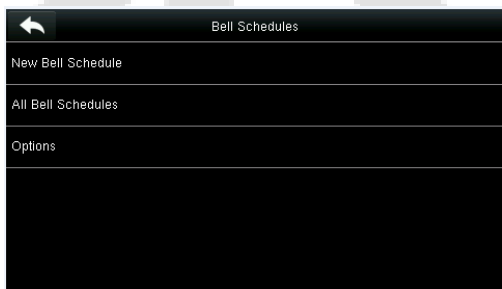 Bell Schedules
New Bell Schedule
All Bell Schedules
Options